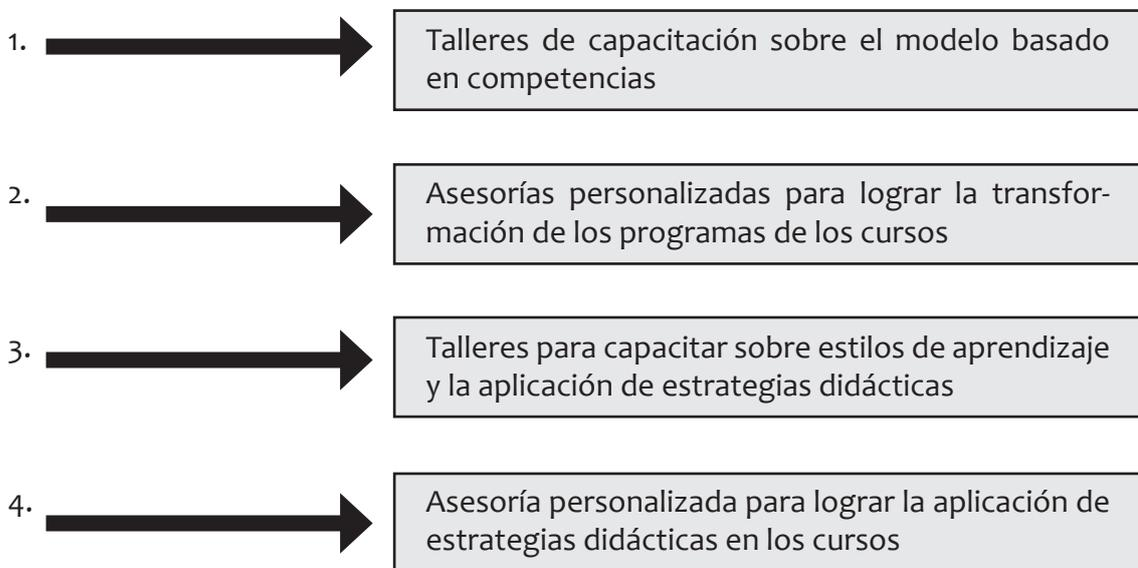 1.
Talleres de capacitación sobre el modelo basado
en competencias
2.
Asesorías personalizadas para lograr la transfor-
mación de los programas de los cursos
3.
Talleres para capacitar sobre estilos de aprendizaje
y la aplicación de estrategias didácticas
4.
Asesoría personalizada para lograr la aplicación de
estrategias didácticas en los cursos